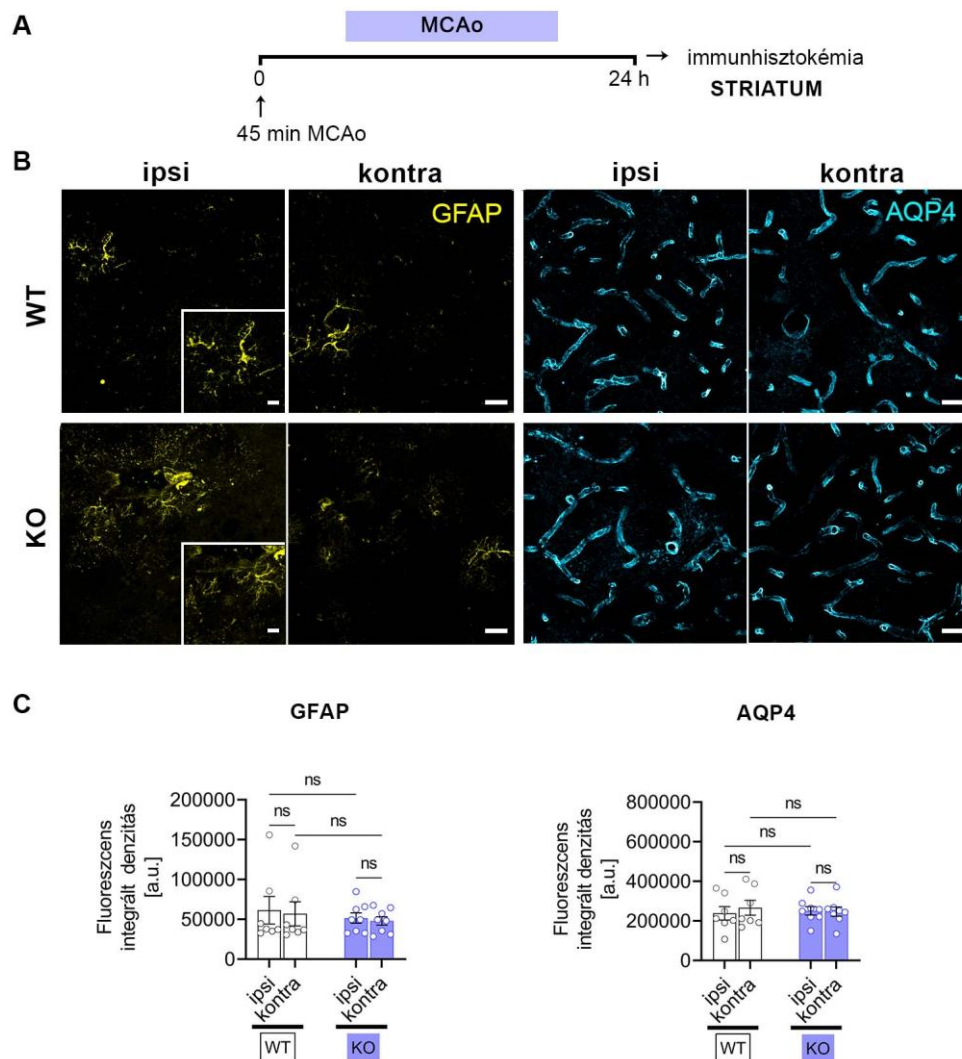 A
MCAo
0
24 h
immunhisztokémia
STRIATUM
45 min MCAo
B
ipsi
kontra
ipsi
kontra
GFAP
AQP4
WT
KO
C
GFAP
AQP4
Fluoreszcens
integrált denzitás
[a.u.]
200000
150000
100000
50000
0
ns
ns
ns
ns
ipsi
kontra
ipsi
kontra
WT
KO
Fluoreszcens
integrált denzitás
[a.u.]
800000
600000
400000
200000
0
ns
ns
ns
ns
ipsi
kontra
ipsi
kontra
WT
KO